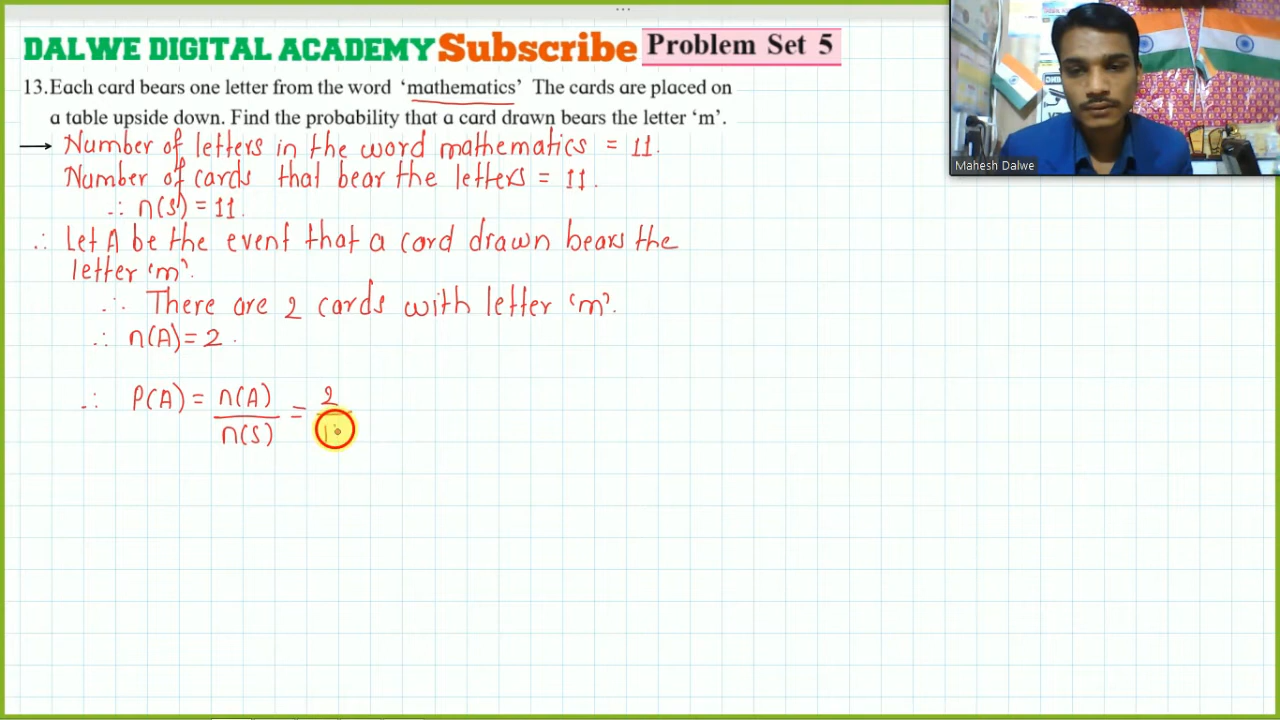 DALWE DIGITAL ACADEMY Subscribe Problem Set 5
13.Each card bears one letter from the word ‘mathematics’ The cards are placed on
a table upside down. Find the probability that a card drawn bears the letter ‘m’.
→ Number of letters in the word mathematics = 11.
Number of cards that bear the letters = 11.
∴ n(S) = 11.
∴ Let A be the event that a card drawn bears the
letter ‘m’.
∴ There are 2 cards with letter ‘m’.
∴ n(A) = 2.
∴ P(A) = n(A)/n(S) = 2/
Mahesh Dalwe